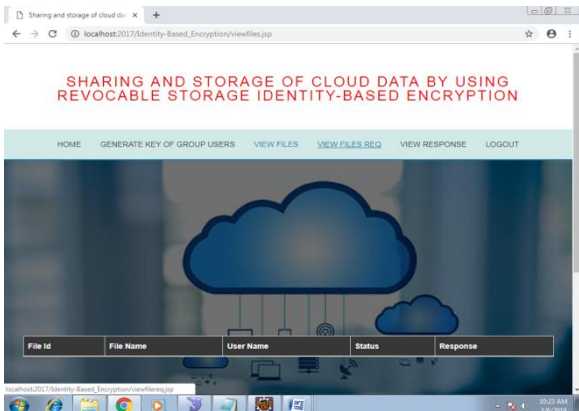 Sharing and storage of cloud dat
localhost:2017/Identity-Based_Encryption/viewfiles.jsp
SHARING AND STORAGE OF CLOUD DATA BY USING
REVOCABLE STORAGE IDENTITY-BASED ENCRYPTION
HOME GENERATE KEY OF GROUP USERS VIEW FILES VIEW FILES REQ VIEW RESPONSE LOGOUT
File Id File Name User Name Status Response
localhost:2017/Identity-Based_Encryption/viewfilereq.jsp
10:23 AM